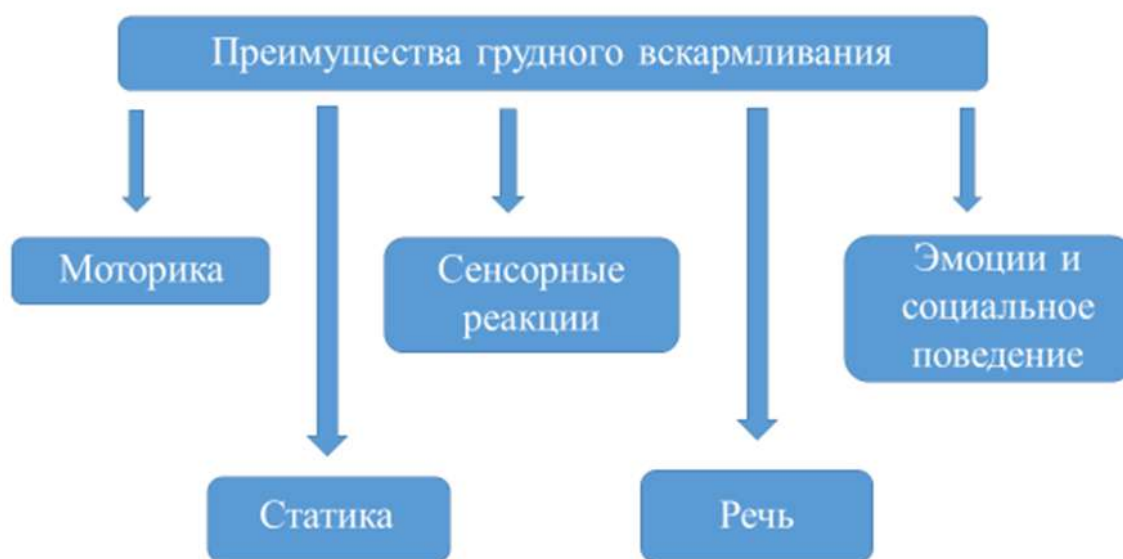 Преимущества грудного вскармливания
Моторика
Сенсорные
реакции
Эмоции и
социальное
поведение
Статика
Речь